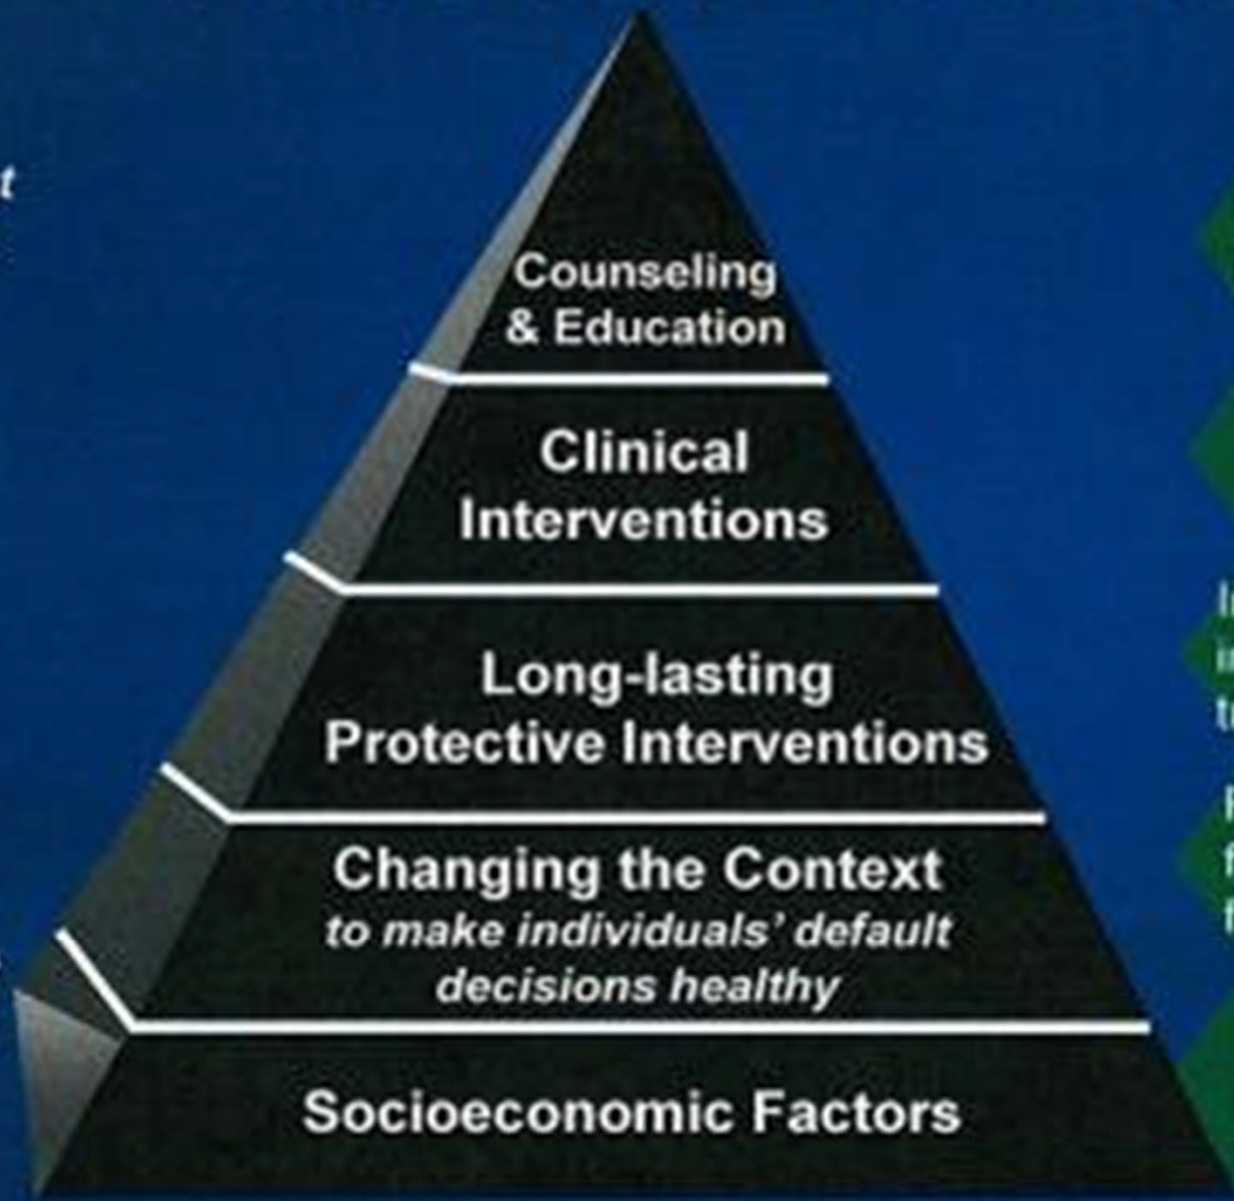 t
Counseling
& Education
Clinical
Interventions
Long-lasting
Protective Interventions
Changing the Context
to make individuals' default
decisions healthy
Socioeconomic Factors